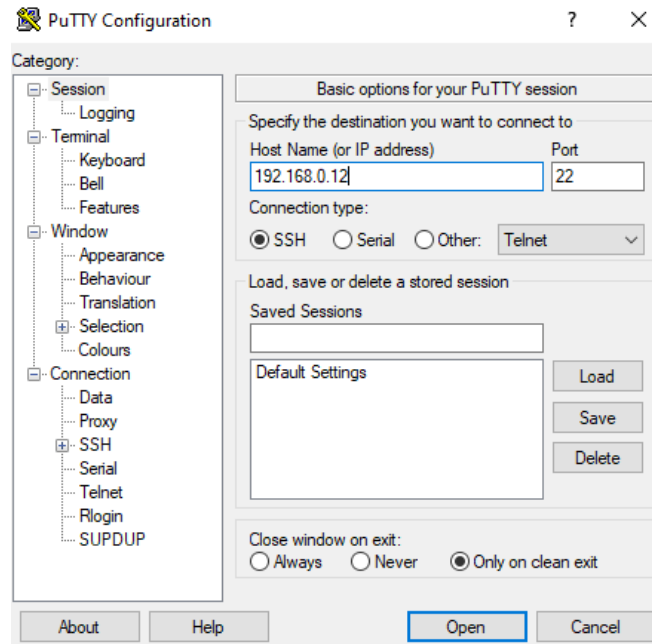 PuTTY Configuration
?
Category:
Session
Logging
Terminal
Keyboard
Bell
Features
Window
Appearance
Behaviour
Translation
Selection
Colours
Connection
Data
Proxy
SSH
Serial
Telnet
Rlogin
SUPDUP
Basic options for your PuTTY session
Specify the destination you want to connect to
Host Name (or IP address) Port
192.168.0.12 22
Connection type:
SSH Serial Other: Telnet
Load, save or delete a stored session
Saved Sessions
Default Settings
Load
Save
Delete
Close window on exit:
Always Never Only on clean exit
About Help Open Cancel